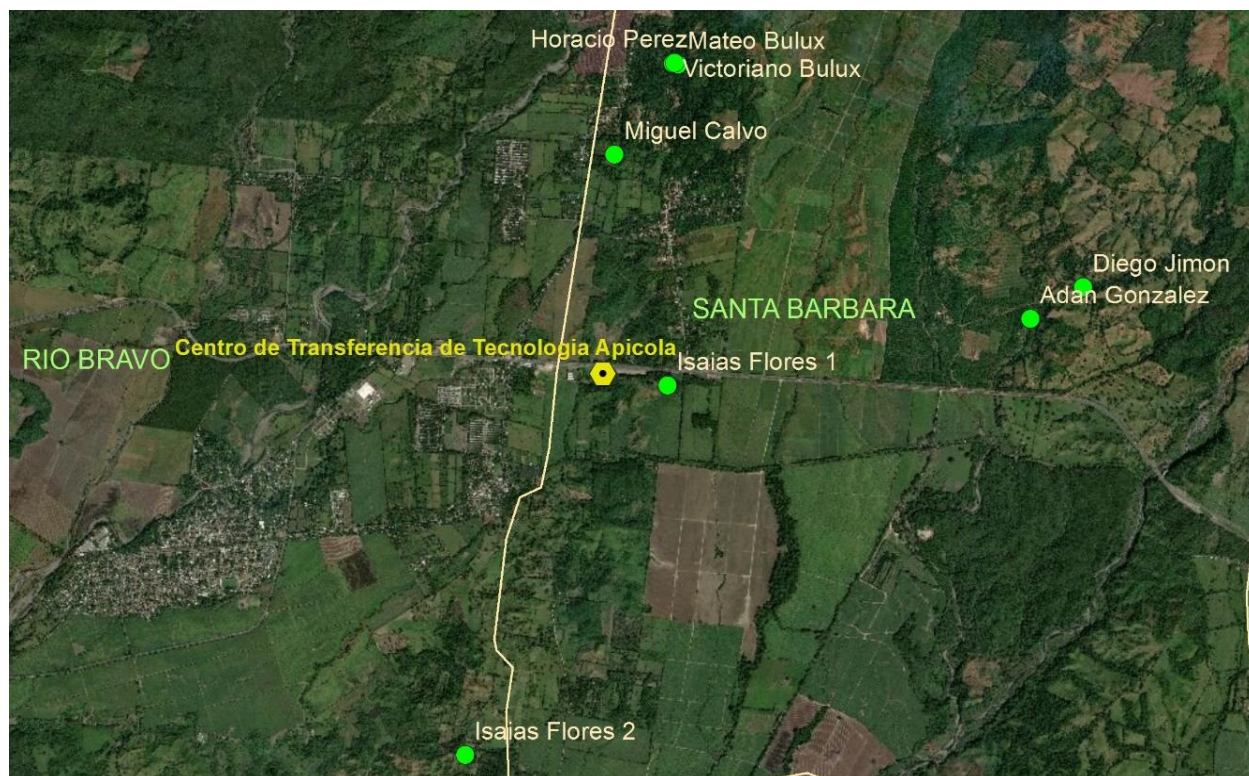 Horacio Perez
Mateo Bulux
Victoriano Bulux
Miguel Calvo
Diego Jimon
Adan Gonzalez
SANTA BARBARA
Centro de Transferencia de Tecnologia Apicola
RIO BRAVO
Isaias Flores 1
Isaias Flores 2